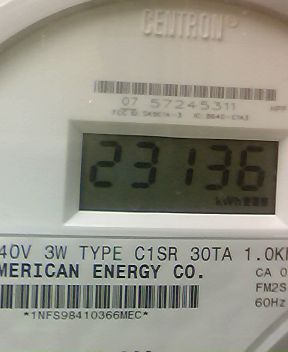 CENTRON®
07 57245311
23136
kWh
40V 3W TYPE C1SR 30TA 1.0K
MERICAN ENERGY CO.
CA 0
FM2S
60Hz
*1NFS98410366MEC*